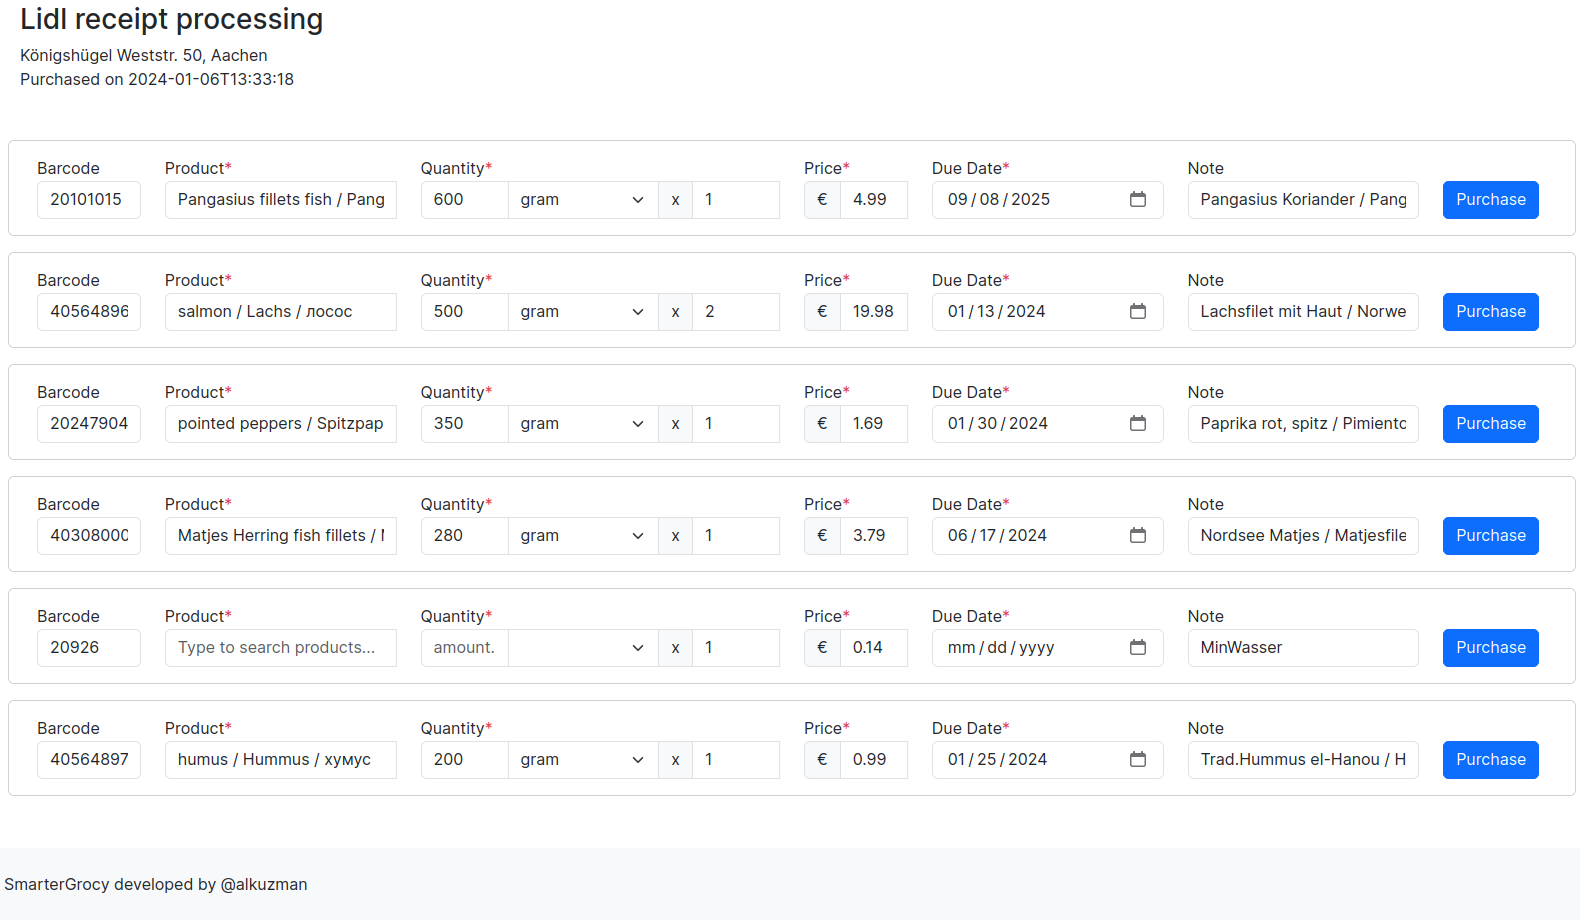 Lidl receipt processing
Königshügel Weststr. 50, Aachen
Purchased on 2024-01-06T13:33:18
Barcode Product* Quantity* Price* Due Date* Note
20101015 Pangasius fillets fish / Pang 600 gram x 1 € 4.99 09/08/2025 Pangasius Koriander / Pang Purchase
Barcode Product* Quantity* Price* Due Date* Note
40564896 salmon / Lachs / лосос 500 gram x 2 € 19.98 01/13/2024 Lachsfilet mit Haut / Norwe Purchase
Barcode Product* Quantity* Price* Due Date* Note
20247904 pointed peppers / Spitzpap 350 gram x 1 € 1.69 01/30/2024 Paprika rot, spitz / Pimiento Purchase
Barcode Product* Quantity* Price* Due Date* Note
40308000 Matjes Herring fish fillets / 280 gram x 1 € 3.79 06/17/2024 Nordsee Matjes / Matjesfile Purchase
Barcode Product* Quantity* Price* Due Date* Note
20926 Type to search products... amount. x 1 € 0.14 mm/dd/yyyy MinWasser Purchase
Barcode Product* Quantity* Price* Due Date* Note
40564897 humus / Hummus / хумус 200 gram x 1 € 0.99 01/25/2024 Trad.Hummus el-Hanou / H Purchase
SmarterGrocy developed by @alkuzman